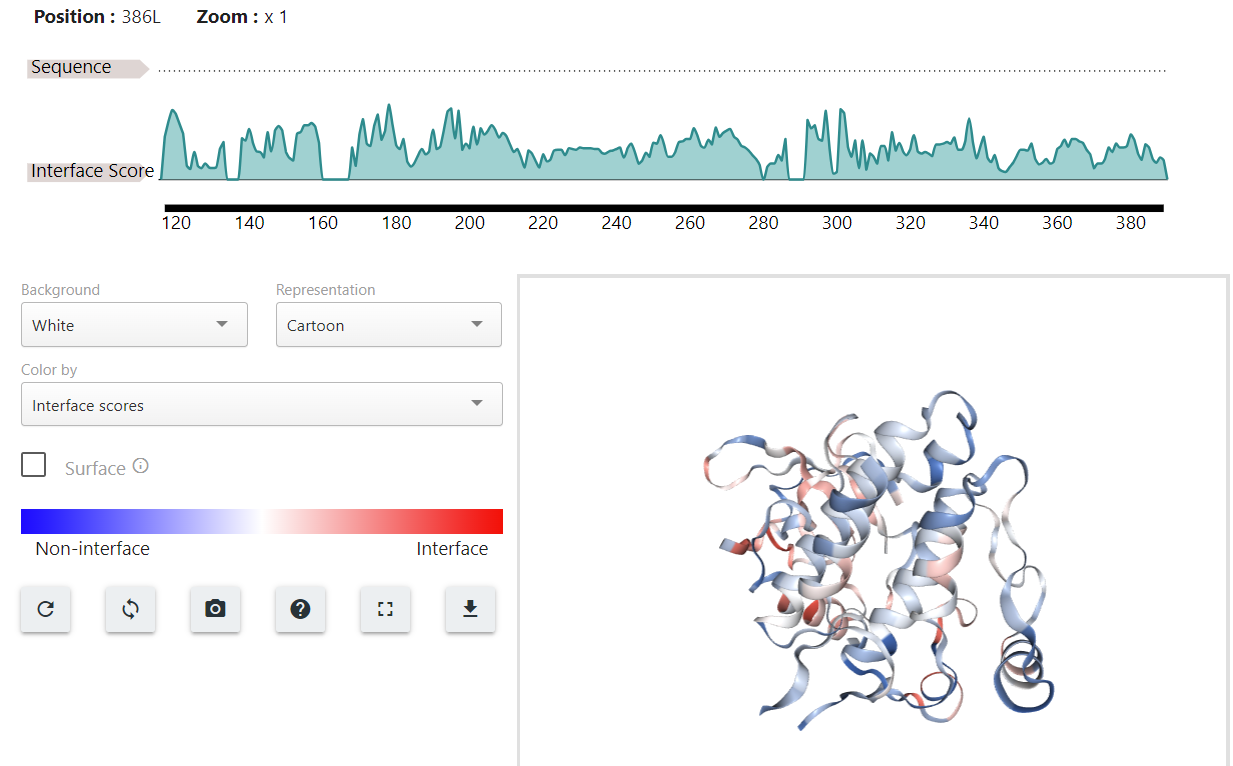 Position : 386L Zoom : x 1
Sequence
Interface Score
120 140 160 180 200 220 240 260 280 300 320 340 360 380
Background Representation
White Cartoon
Color by
Interface scores
Surface
Non-interface Interface